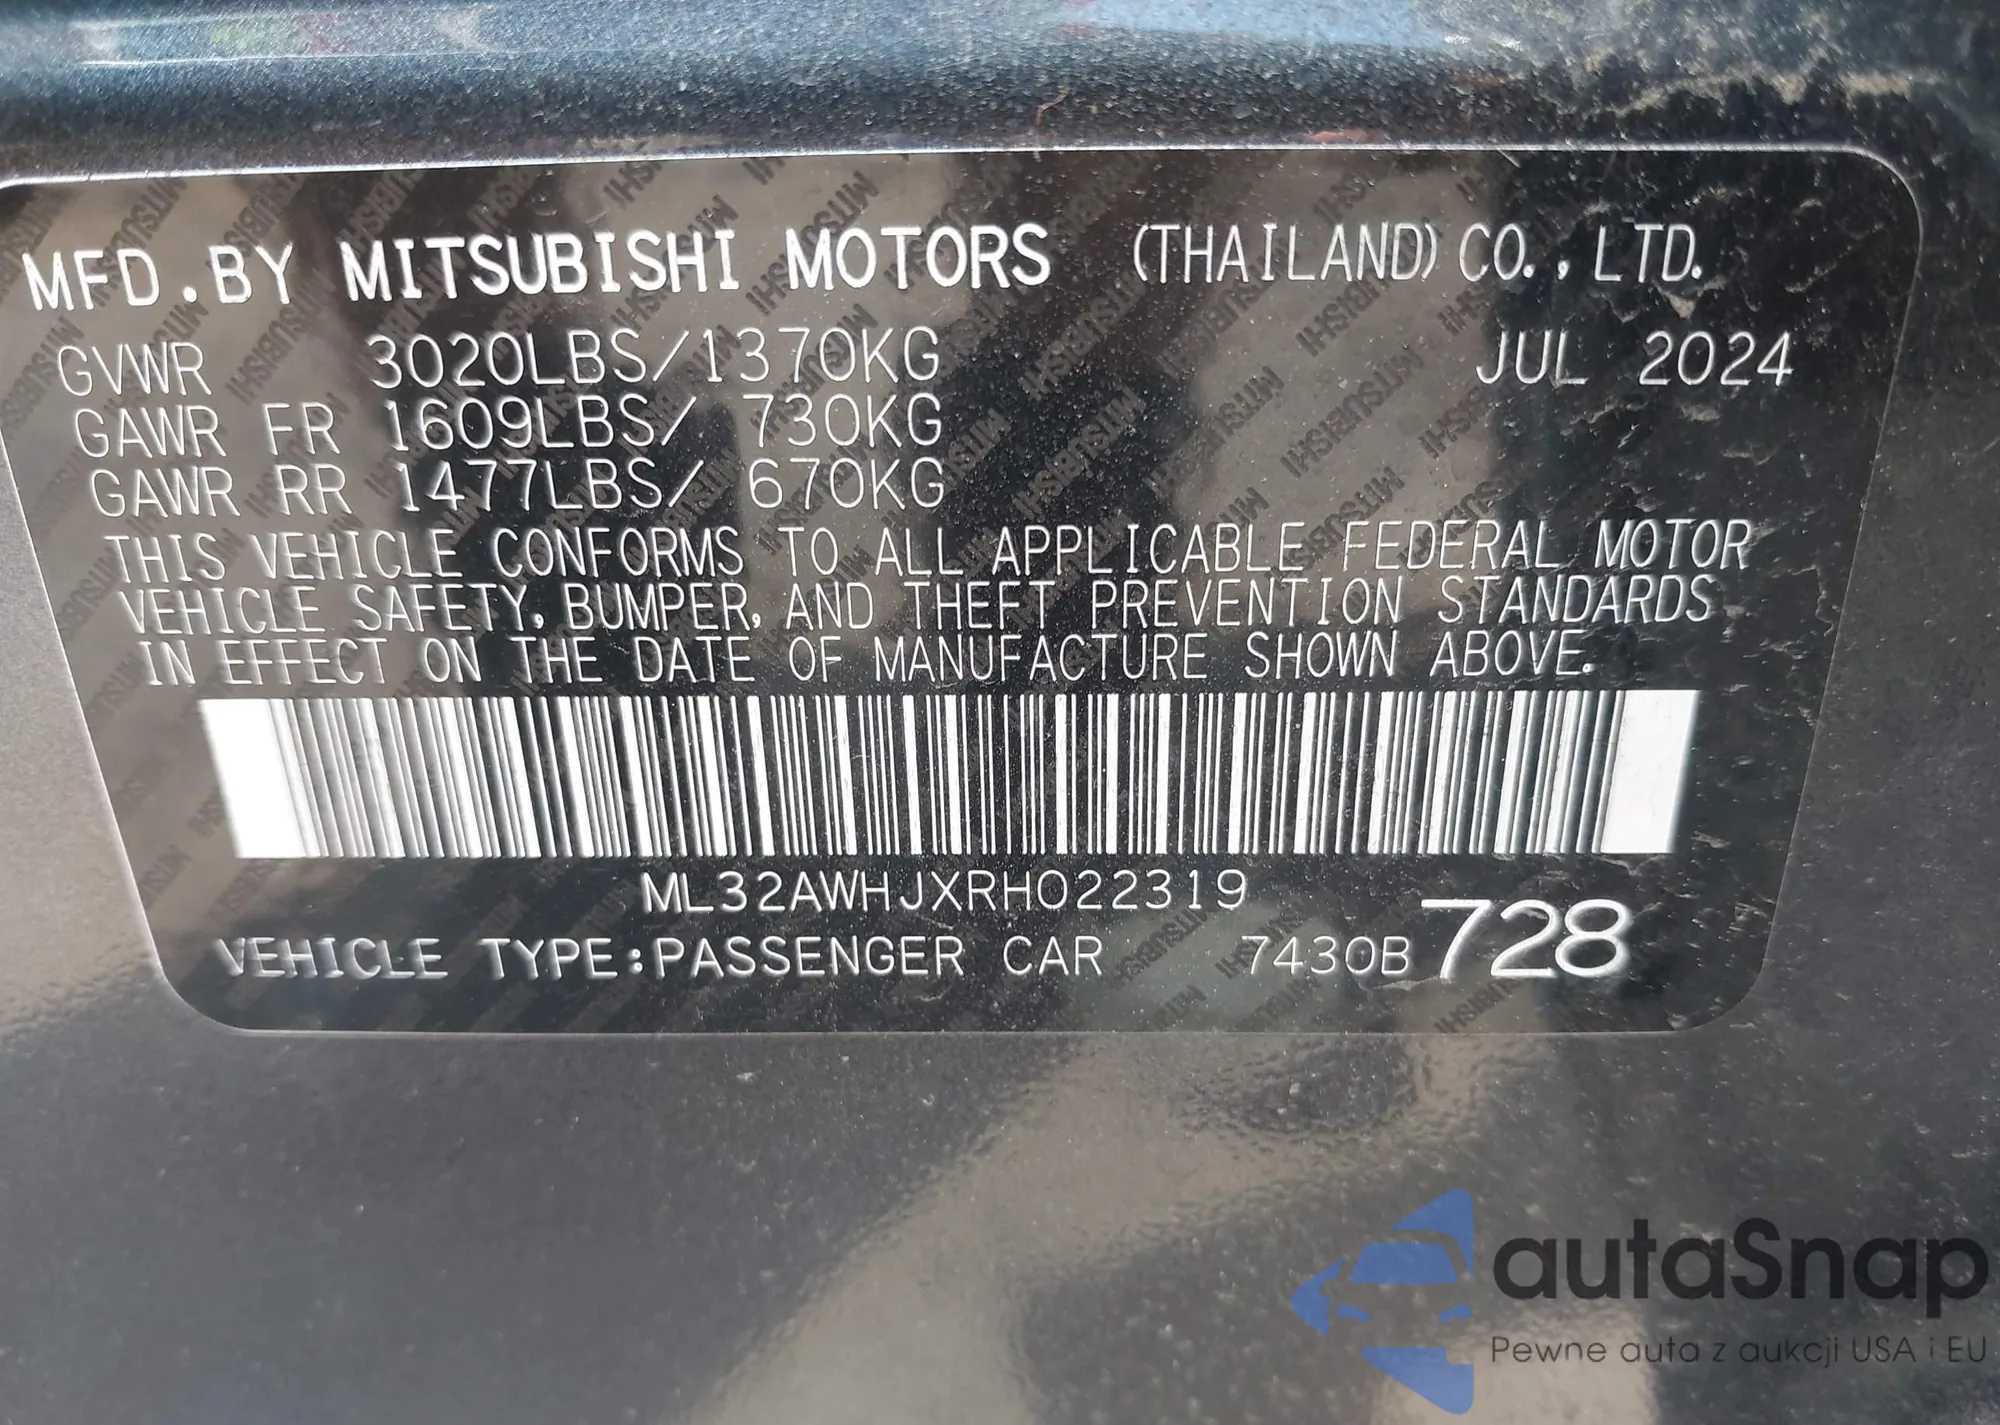 MFD.BY MITSUBISHI MOTORS (THAILAND) CO.,LTD.
GVWR 3020LBS/1370KG JUL 2024
GAWR FR 1609LBS/ 730KG
GAWR RR 1477LBS/ 670KG
THIS VEHICLE CONFORMS TO ALL APPLICABLE FEDERAL MOTOR
VEHICLE SAFETY, BUMPER, AND THEFT PREVENTION STANDARDS
IN EFFECT ON THE DATE OF MANUFACTURE SHOWN ABOVE.
ML32AWHJXRH022319
VEHICLE TYPE:PASSENGER CAR 7430B 728
autaSnap
Pewne auta z aukcji USA i EU